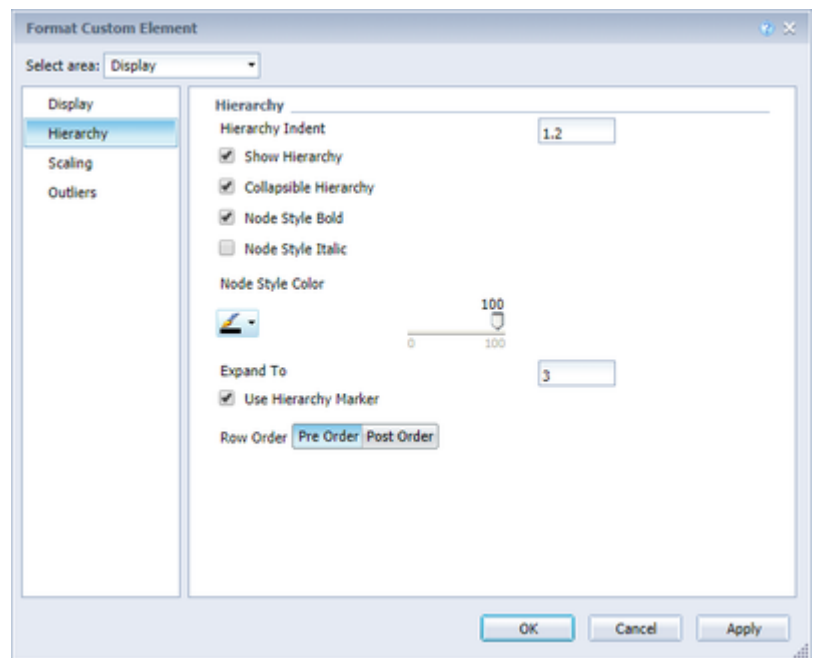 Format Custom Element
Select area: Display
Display
Hierarchy
Scaling
Outliers
Hierarchy
Hierarchy Indent 1.2
Show Hierarchy
Collapsible Hierarchy
Node Style Bold
Node Style Italic
Node Style Color
100
0 100
Expand To 3
Use Hierarchy Marker
Row Order Pre Order Post Order
OK Cancel Apply